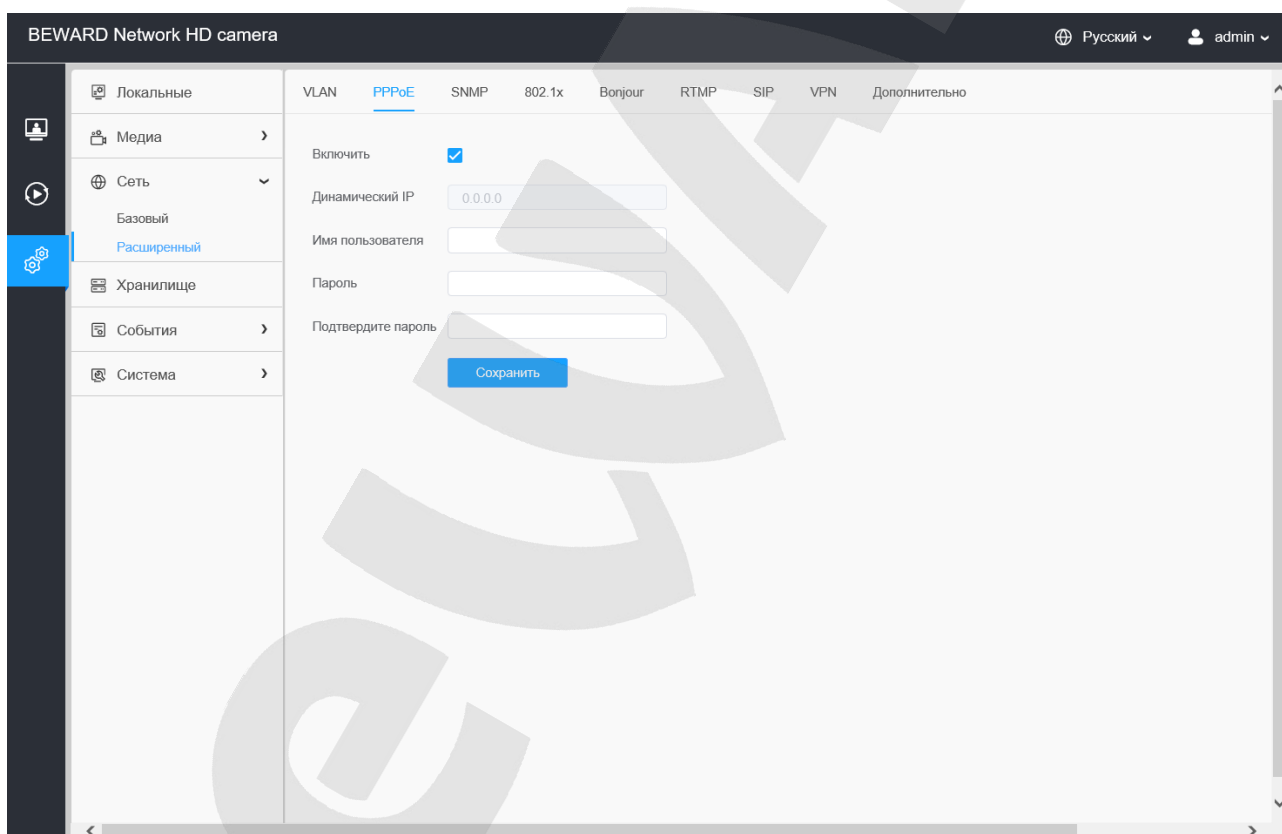 BEWARD Network HD camera
Русский
admin
Локальные
Медиа
Сеть
Базовый
Расширенный
Хранилище
События
Система
VLAN PPPoE SNMP 802.1x Bonjour RTMP SIP VPN Дополнительно
Включить
Динамический IP 0.0.0.0
Имя пользователя
Пароль
Подтвердите пароль
Сохранить